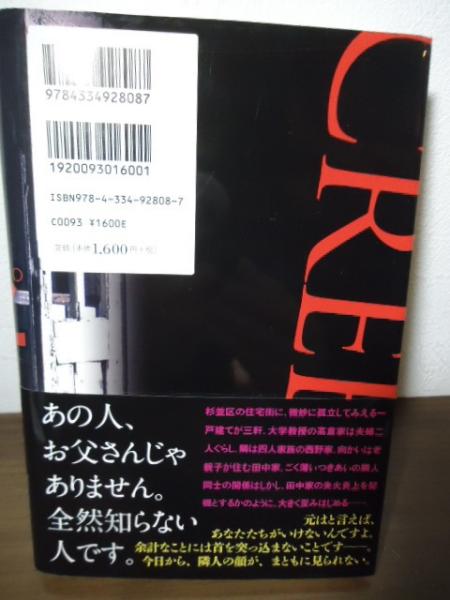 9784334928087
1920093016001
ISBN978-4-334-92808-7
C0093 ¥1600E
定価(本体1,600円+税)
CREE
あの人、
お父さんじゃ
ありません。
全然知らない
人です。
杉並区の住宅街に、微妙に孤立してみえる一
戸建てが三軒。大学教授の高倉家は夫婦二
人ぐらし、隣は四人家族の西野家、向かいは老
親子が住む田中家。ごく薄いつきあいの隣人
同士の関係はしかし、田中家の失火炎上を契
機とするかのように、大きく歪みはじめる――
元はと言えば、
あなたたちがいけないんですよ。
余計なことには首を突っ込まないことです――。
今日から、隣人の顔が、まともに見られない。